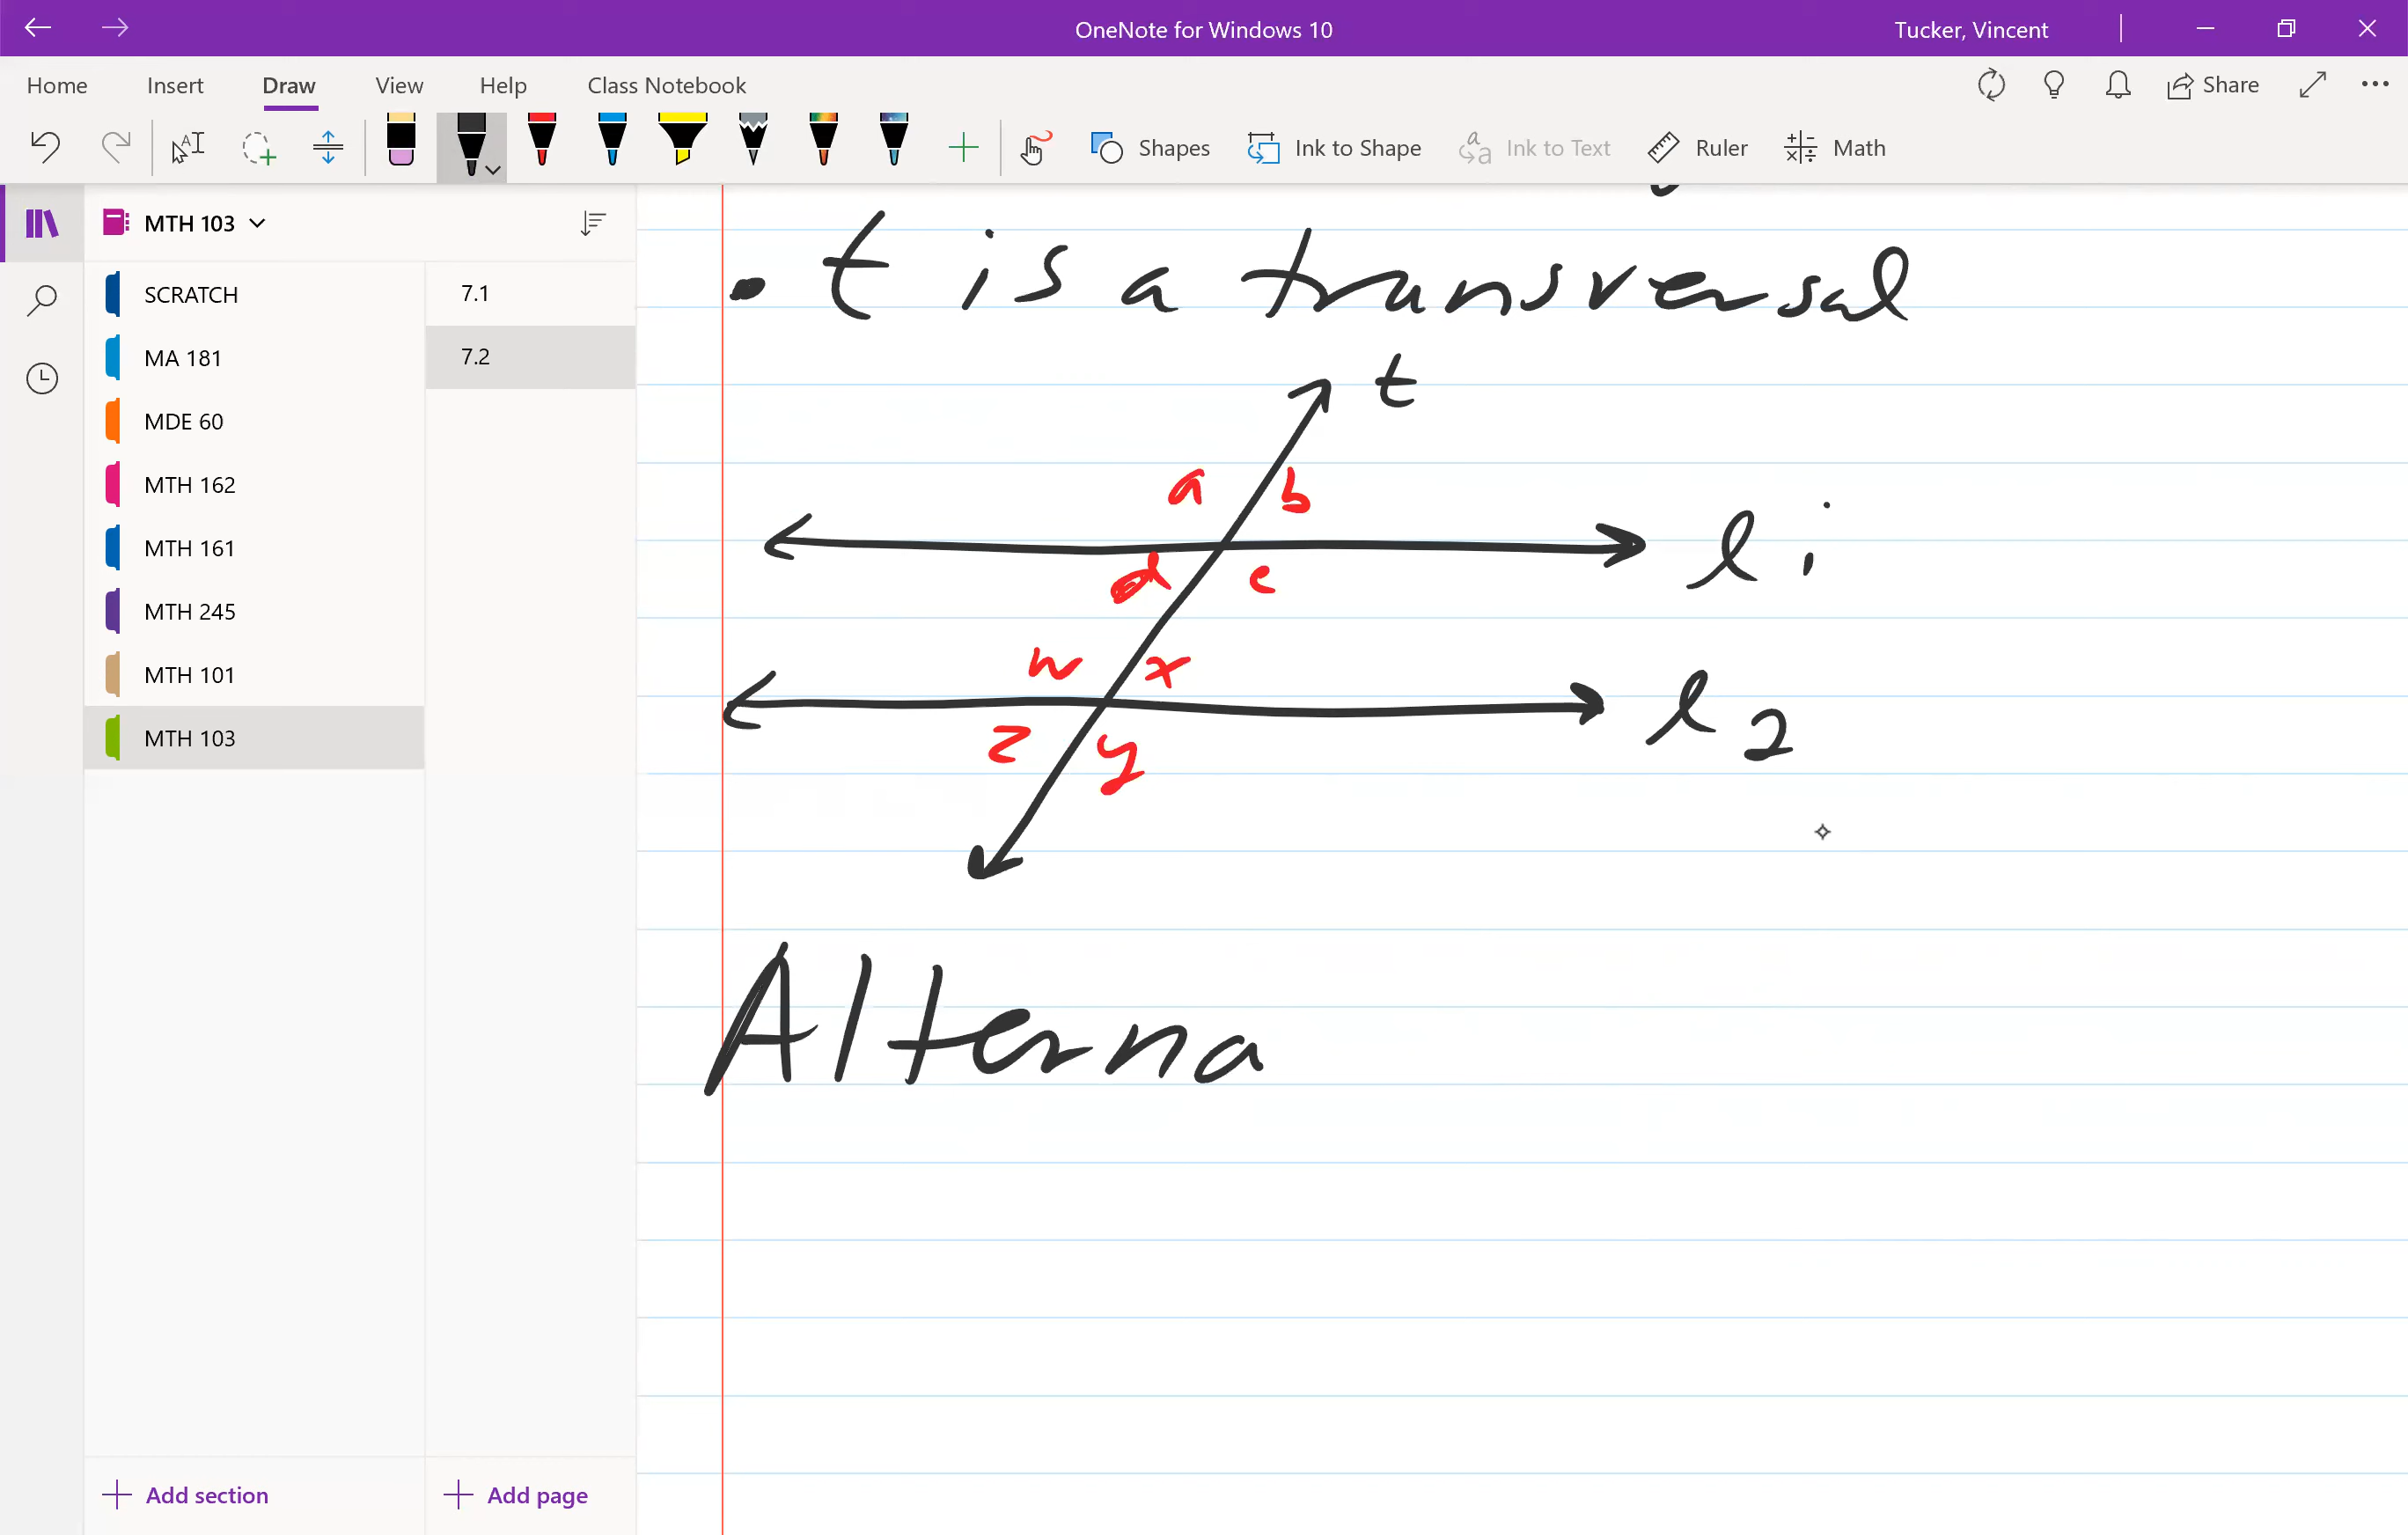 OneNote for Windows 10
Tucker, Vincent
Home Insert Draw View Help Class Notebook
Share
Shapes Ink to Shape Ink to Text Ruler Math
MTH 103
SCRATCH
MA 181
MDE 60
MTH 162
MTH 161
MTH 245
MTH 101
MTH 103
7.1
7.2
Add section
Add page
• t is a transversal
t
a b
l i
d c
w x
l 2
z y
Alterna